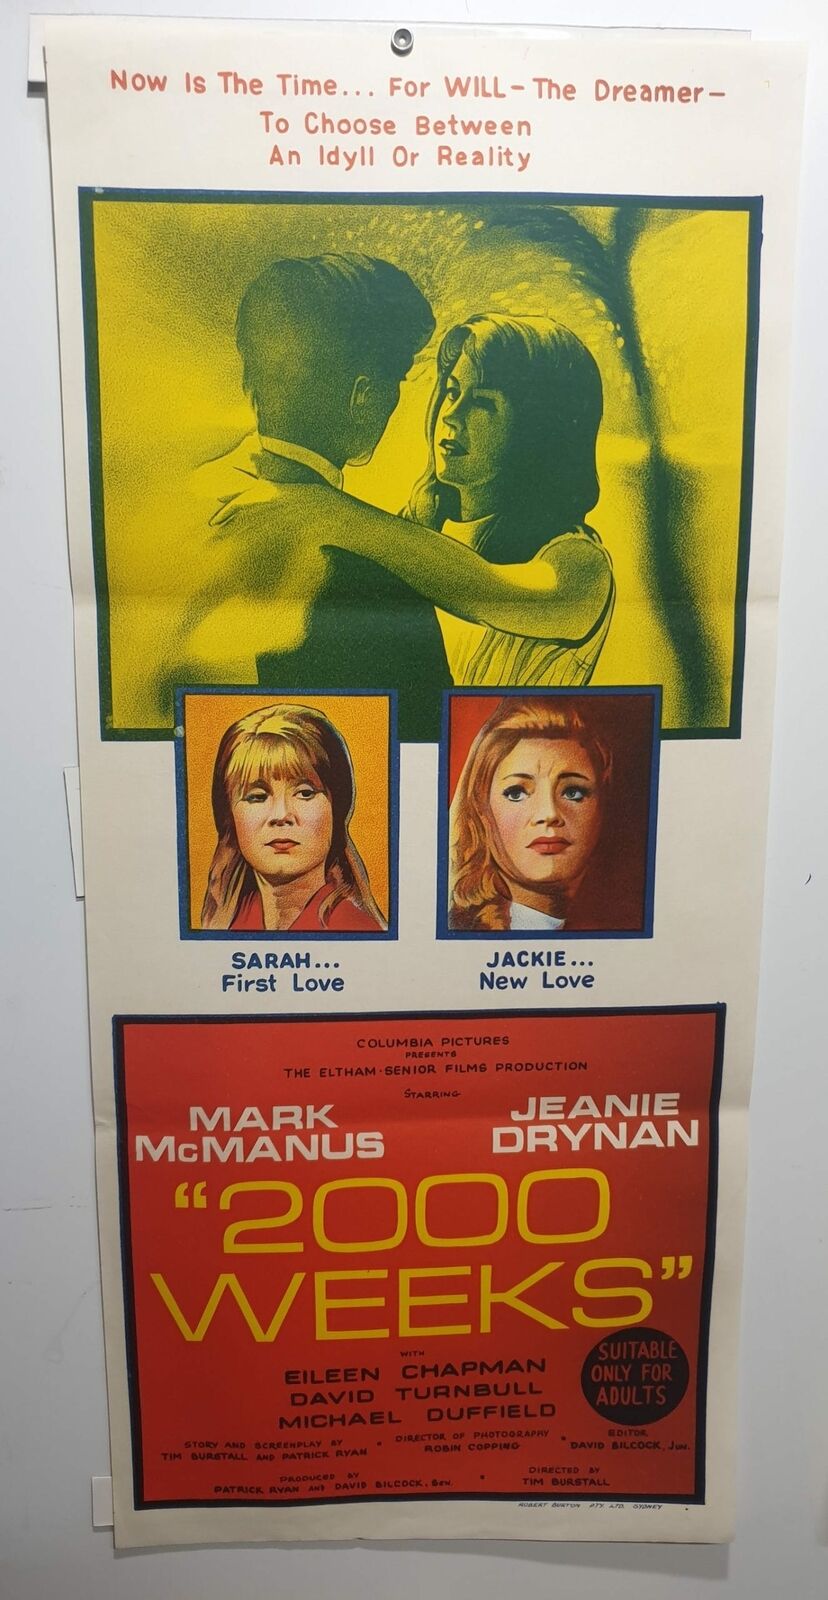 Now Is The Time... For WILL - The Dreamer -
To Choose Between
An Idyll Or Reality
SARAH...
First Love
JACKIE...
New Love
COLUMBIA PICTURES
PRESENTS
THE ELTHAM · SENIOR FILMS PRODUCTION
STARRING
MARK
McMANUS
JEANIE
DRYNAN
"2000
WEEKS"
WITH
EILEEN CHAPMAN
DAVID TURNBULL
MICHAEL DUFFIELD
SUITABLE
ONLY FOR
ADULTS
STORY AND SCREENPLAY BY
TIM BURSTALL AND PATRICK RYAN
DIRECTOR OF PHOTOGRAPHY
ROBIN COPPING
EDITOR
DAVID BILCOCK, Jun.
PRODUCED BY
PATRICK RYAN AND DAVID BILCOCK, Sen.
DIRECTED BY
TIM BURSTALL
ROBERT BURTON PTY. LTD. SYDNEY